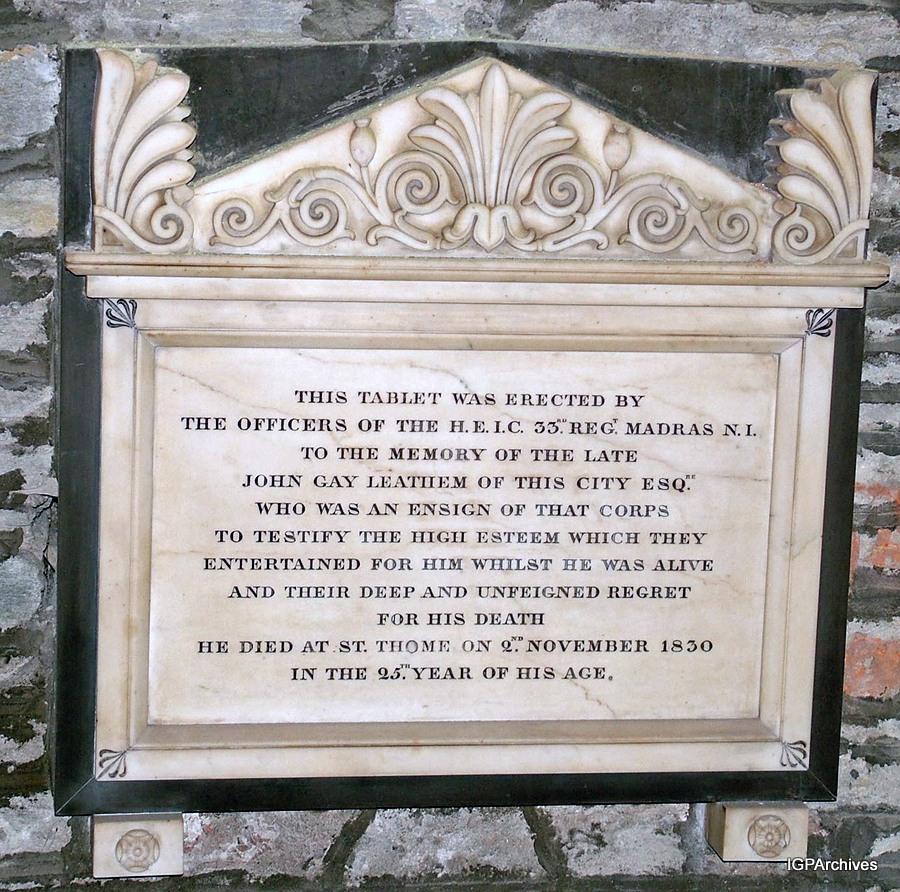 THIS TABLET WAS ERECTED BY
THE OFFICERS OF THE H.E.I.C. 33RD REGT. MADRAS N.I.
TO THE MEMORY OF THE LATE
JOHN GAY LEATHEM OF THIS CITY ESQRE.
WHO WAS AN ENSIGN OF THAT CORPS
TO TESTIFY THE HIGH ESTEEM WHICH THEY
ENTERTAINED FOR HIM WHILST HE WAS ALIVE
AND THEIR DEEP AND UNFEIGNED REGRET
FOR HIS DEATH
HE DIED AT ST. THOME ON 2ND. NOVEMBER 1830
IN THE 25TH. YEAR OF HIS AGE.
IGPArchives